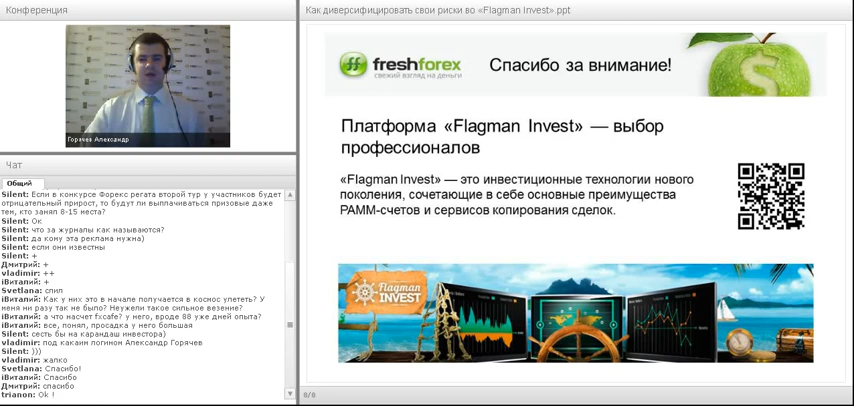 Конференция
Горячев Александр
Чат
Общий
Silent: Если в конкурсе Форекс регата второй тур у участников будет
отрицательный прирост, то будут ли выплачиваться призовые даже
тем, кто занял 8-15 места?
Silent: Ок
Silent: что за журналы как называются?
Silent: да кому эта реклама нужна)
Silent: если они известны
Silent: +
Дмитрий: +
vladimir: ++
iВиталий: +
Svetlana: спил
iВиталий: Как у них это в начале получается в космос улететь? У
меня ни разу так не было? Неужели такое сильное везение?
iВиталий: а что насчет fxcafe? у него, вроде 88 уже дней опыта?
iВиталий: все, понял, просадка у него большая
Silent: сесть бы на карандаш инвестора)
vladimir: под каким логином Александр Горячев
Silent: )))
vladimir: жалко
Svetlana: Спасибо!
iВиталий: Спасибо
Дмитрий: спасибо
trianon: Ok !
Как диверсифицировать свои риски во «Flagman Invest».ppt
freshforex
свежий взгляд на деньги
Спасибо за внимание!
Платформа «Flagman Invest» — выбор
профессионалов
«Flagman Invest» — это инвестиционные технологии нового
поколения, сочетающие в себе основные преимущества
PAMM-счетов и сервисов копирования сделок.
Flagman
INVEST
0/0